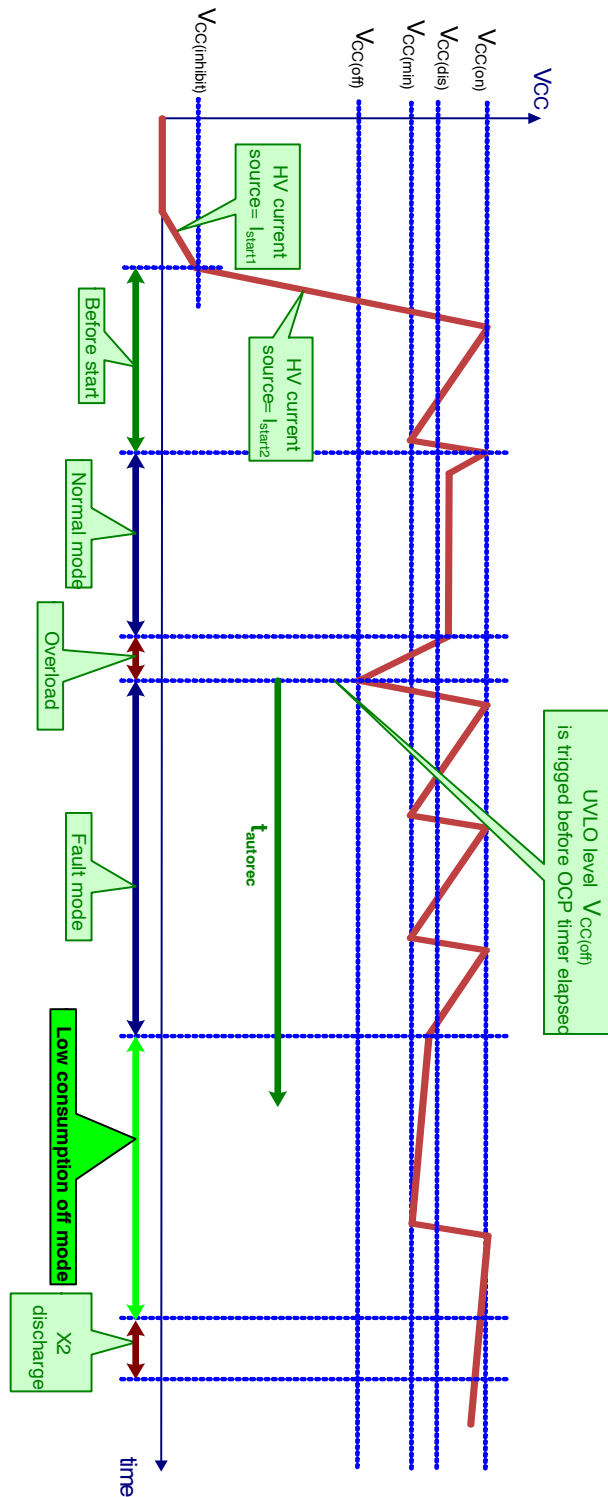 VCC
VCC(on)
VCC(dis)
VCC(min)
VCC(off)
VCC(inhibit)
HV current
source= Istart1
HV current
source= Istart2
UVLO level VCC(off)
is trigged before OCP timer elapsed
tautorec
Before start
Normal mode
Overload
Fault mode
Low consumption off mode
X2
discharge
time